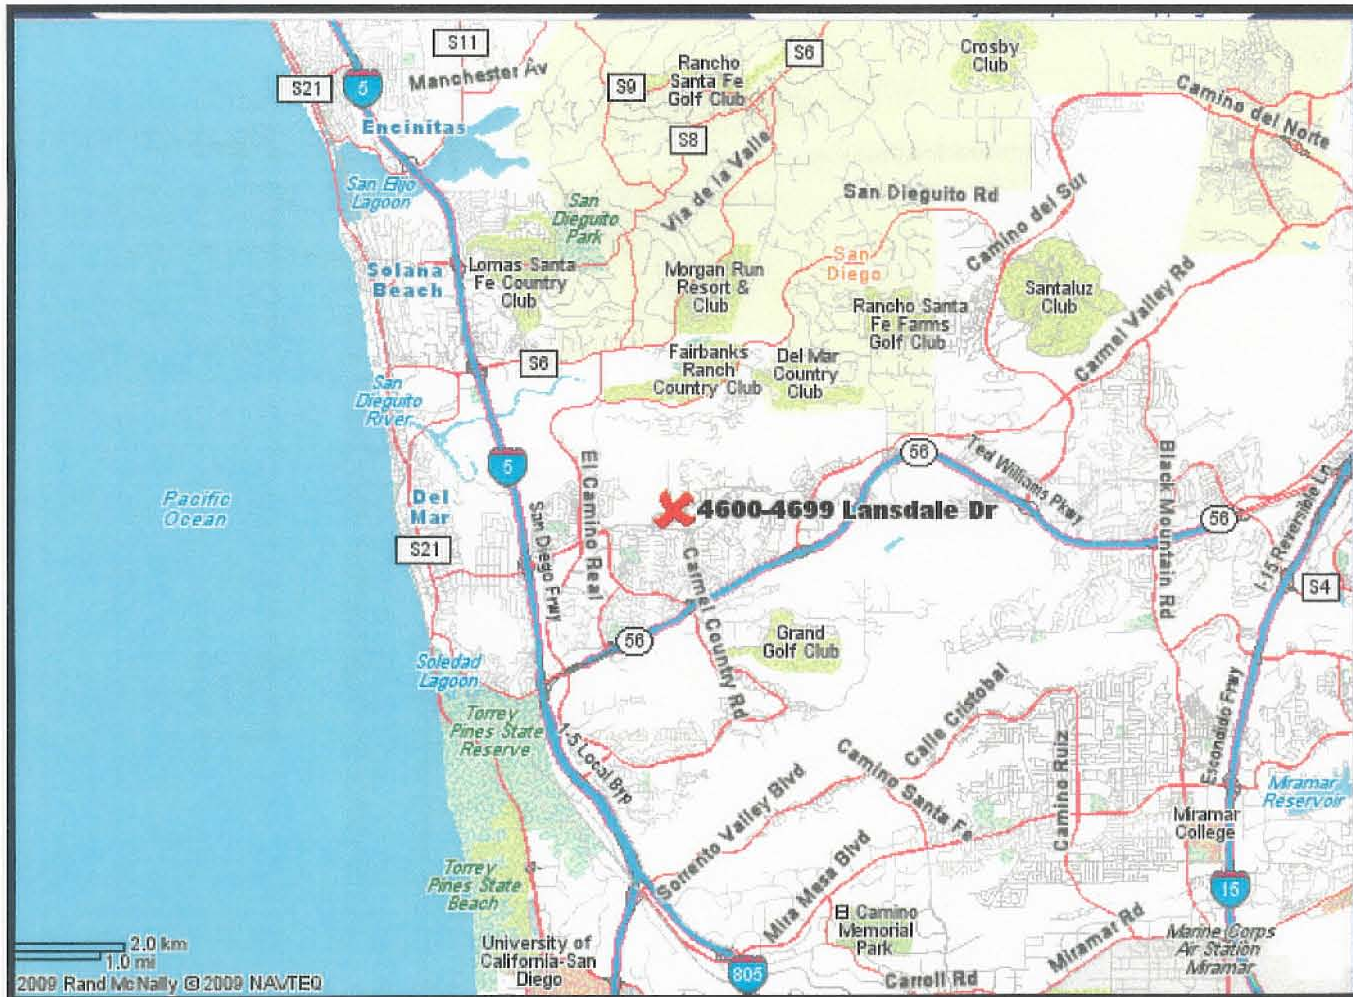 S11
S6
Crosby
Club
Rancho
Santa Fe
Golf Club
S21
5
Manchester Av
S9
Camino del Norte
Encinitas
S8
San Elijo
Lagoon
Via de la Valle
San Dieguito Rd
San
Dieguito
Park
Camino del Sur
Solana
Beach
Lomas Santa
Fe Country
Club
Morgan Run
Resort &
Club
San
Diego
Santaluz
Club
Rancho Santa
Fe Farms
Golf Club
Carmel Valley Rd
S6
Fairbanks
Ranch
Country Club
Del Mar
Country
Club
San
Dieguito
River
5
El Camino Real
56
Ted Williams Pkwy
Black Mountain Rd
I-15 Reversible Ln
Pacific
Ocean
Del
Mar
4600-4699 Lansdale Dr
56
S21
San Diego Frwy
Carmel Country Rd
S4
56
Grand
Golf Club
Soledad
Lagoon
Torrey
Pines State
Reserve
I-5 Local Byp
Calle Cristobal
Escondido Frwy
Sorrento Valley Blvd
Camino Santa Fe
Camino Ruiz
Miramar
Reservoir
Miramar
College
Mira Mesa Blvd
Torrey
Pines State
Beach
15
Camino
Memorial
Park
Miramar Rd
Marine Corps
Air Station
Miramar
University of
California-San
Diego
805
Carroll Rd
2.0 km
1.0 mi
2009 Rand McNally © 2009 NAVTEQ